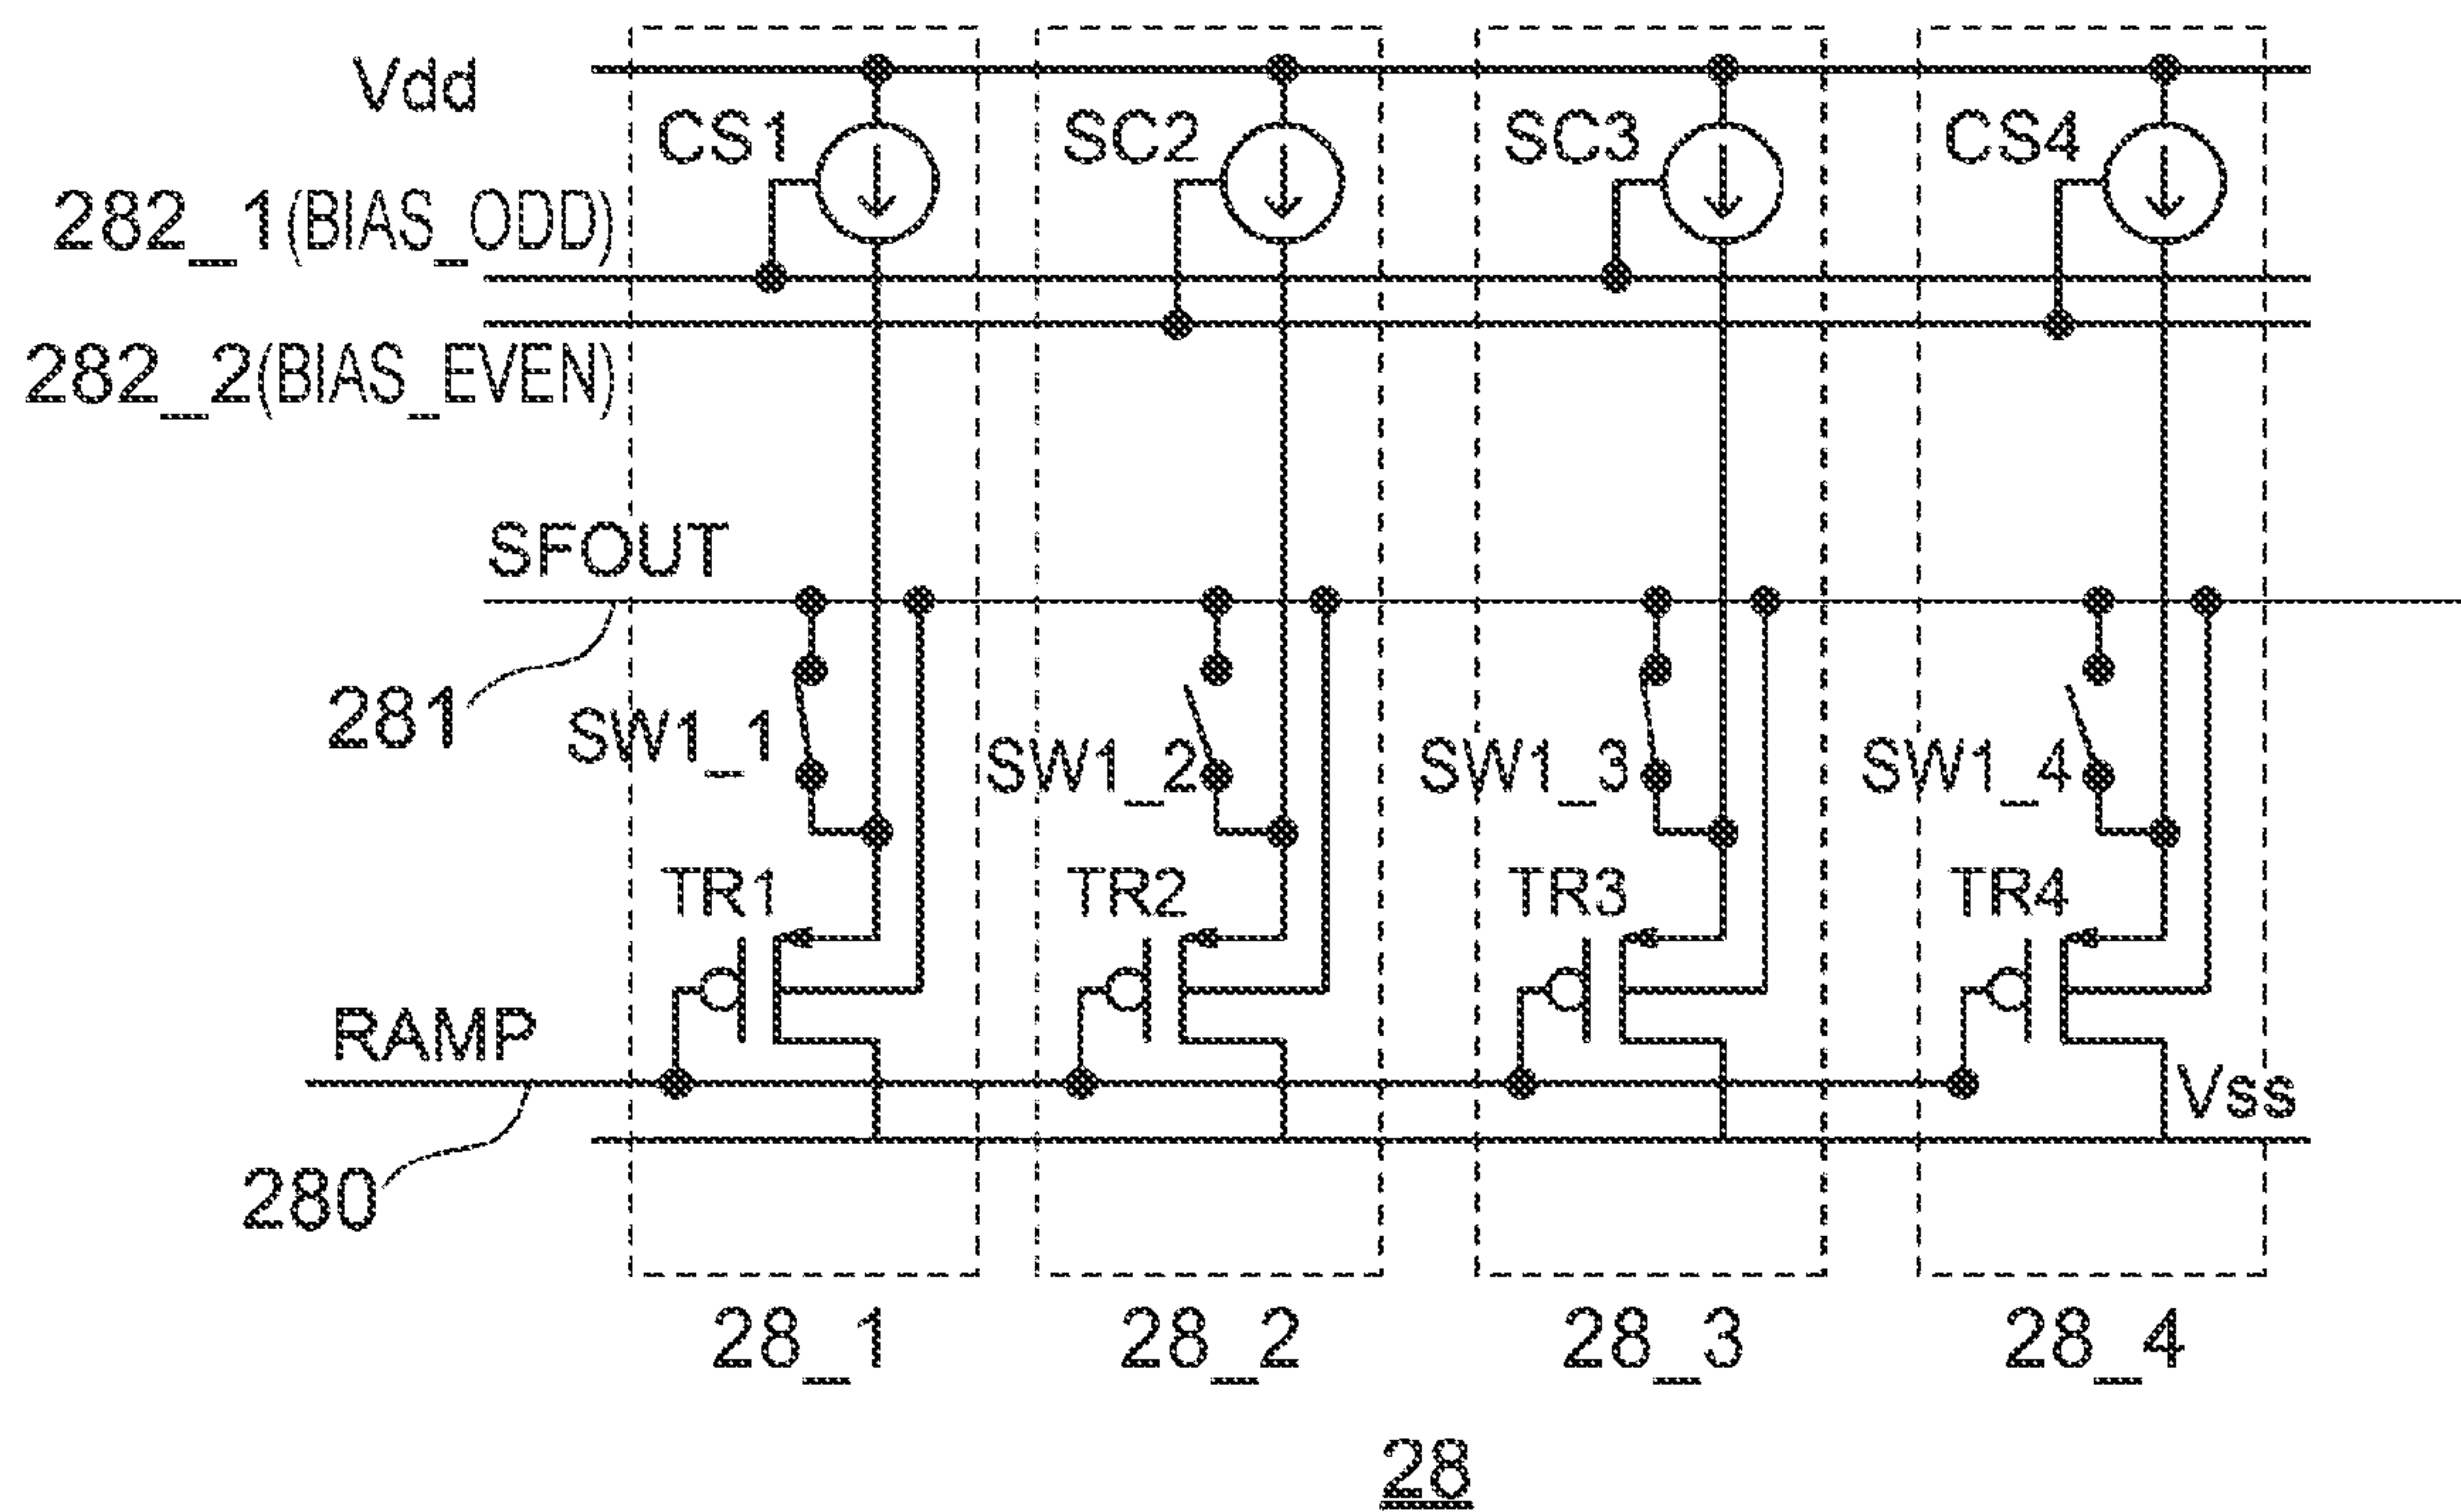 Vdd
CS1 SC2 SC3 CS4
282_1(BIAS_ODD)
282_2(BIAS_EVEN)
SFOUT
281
SW1_1 SW1_2 SW1_3 SW1_4
TR1 TR2 TR3 TR4
RAMP
Vss
280
28_1 28_2 28_3 28_4
28